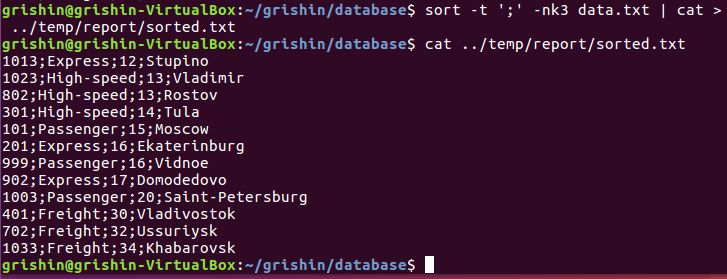 grishin@grishin-VirtualBox:~/grishin/database$ sort -t ';' -nk3 data.txt | cat >
 ../temp/report/sorted.txt
grishin@grishin-VirtualBox:~/grishin/database$ cat ../temp/report/sorted.txt
1013;Express;12;Stupino
1023;High-speed;13;Vladimir
802;High-speed;13;Rostov
301;High-speed;14;Tula
101;Passenger;15;Moscow
201;Express;16;Ekaterinburg
999;Passenger;16;Vidnoe
902;Express;17;Domodedovo
1003;Passenger;20;Saint-Petersburg
401;Freight;30;Vladivostok
702;Freight;32;Ussuriysk
1033;Freight;34;Khabarovsk
grishin@grishin-VirtualBox:~/grishin/database$